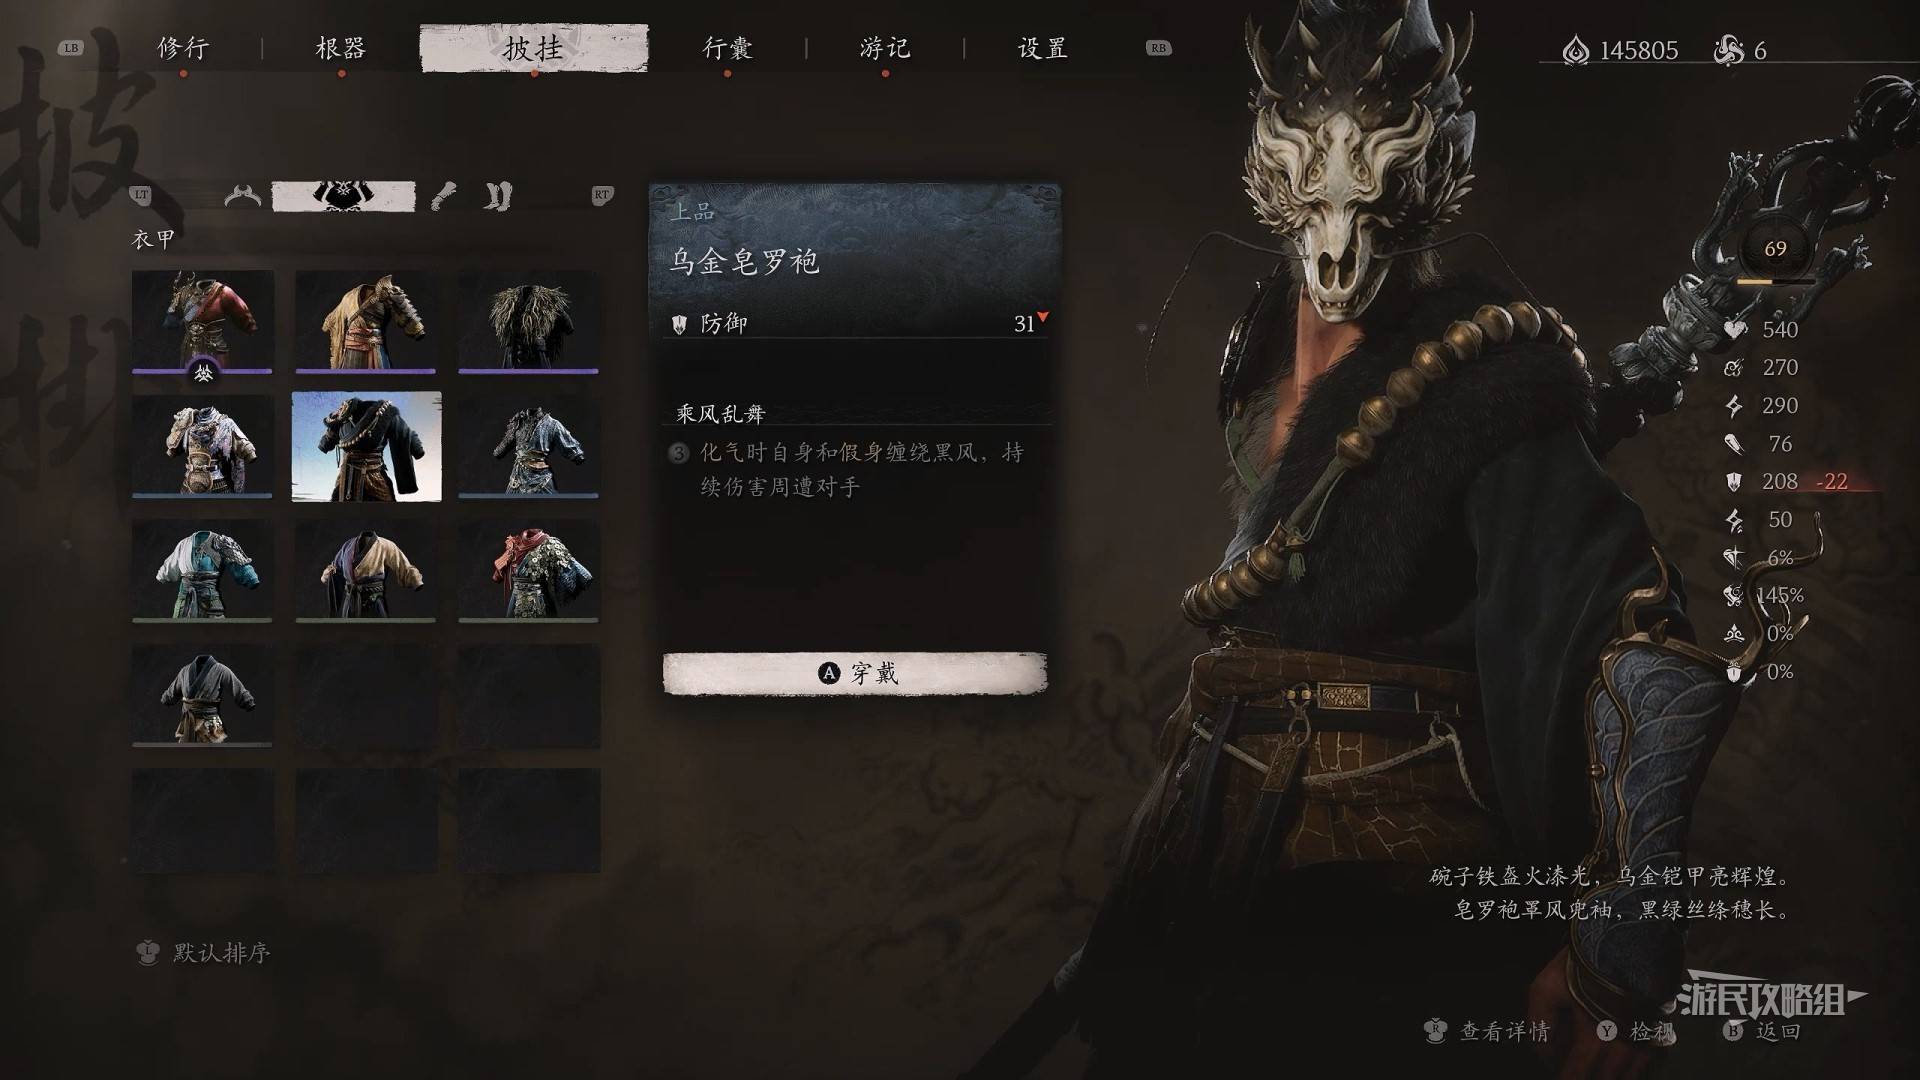 LB 修行 根器 披挂 行囊 游记 设置 RB
145805 6
披挂
LT RT
衣甲
上品
乌金皂罗袍
防御 31
乘风乱舞
3 化气时自身和假身缠绕黑风，持
续伤害周遭对手
A 穿戴
69
540
270
290
76
208 -22
50
6%
145%
0%
0%
碗子铁盔火漆光，乌金铠甲亮辉煌。
皂罗袍罩风兜袖，黑绿丝绦穗长。
L 默认排序
游民攻略组
R 查看详情 Y 检视 B 返回